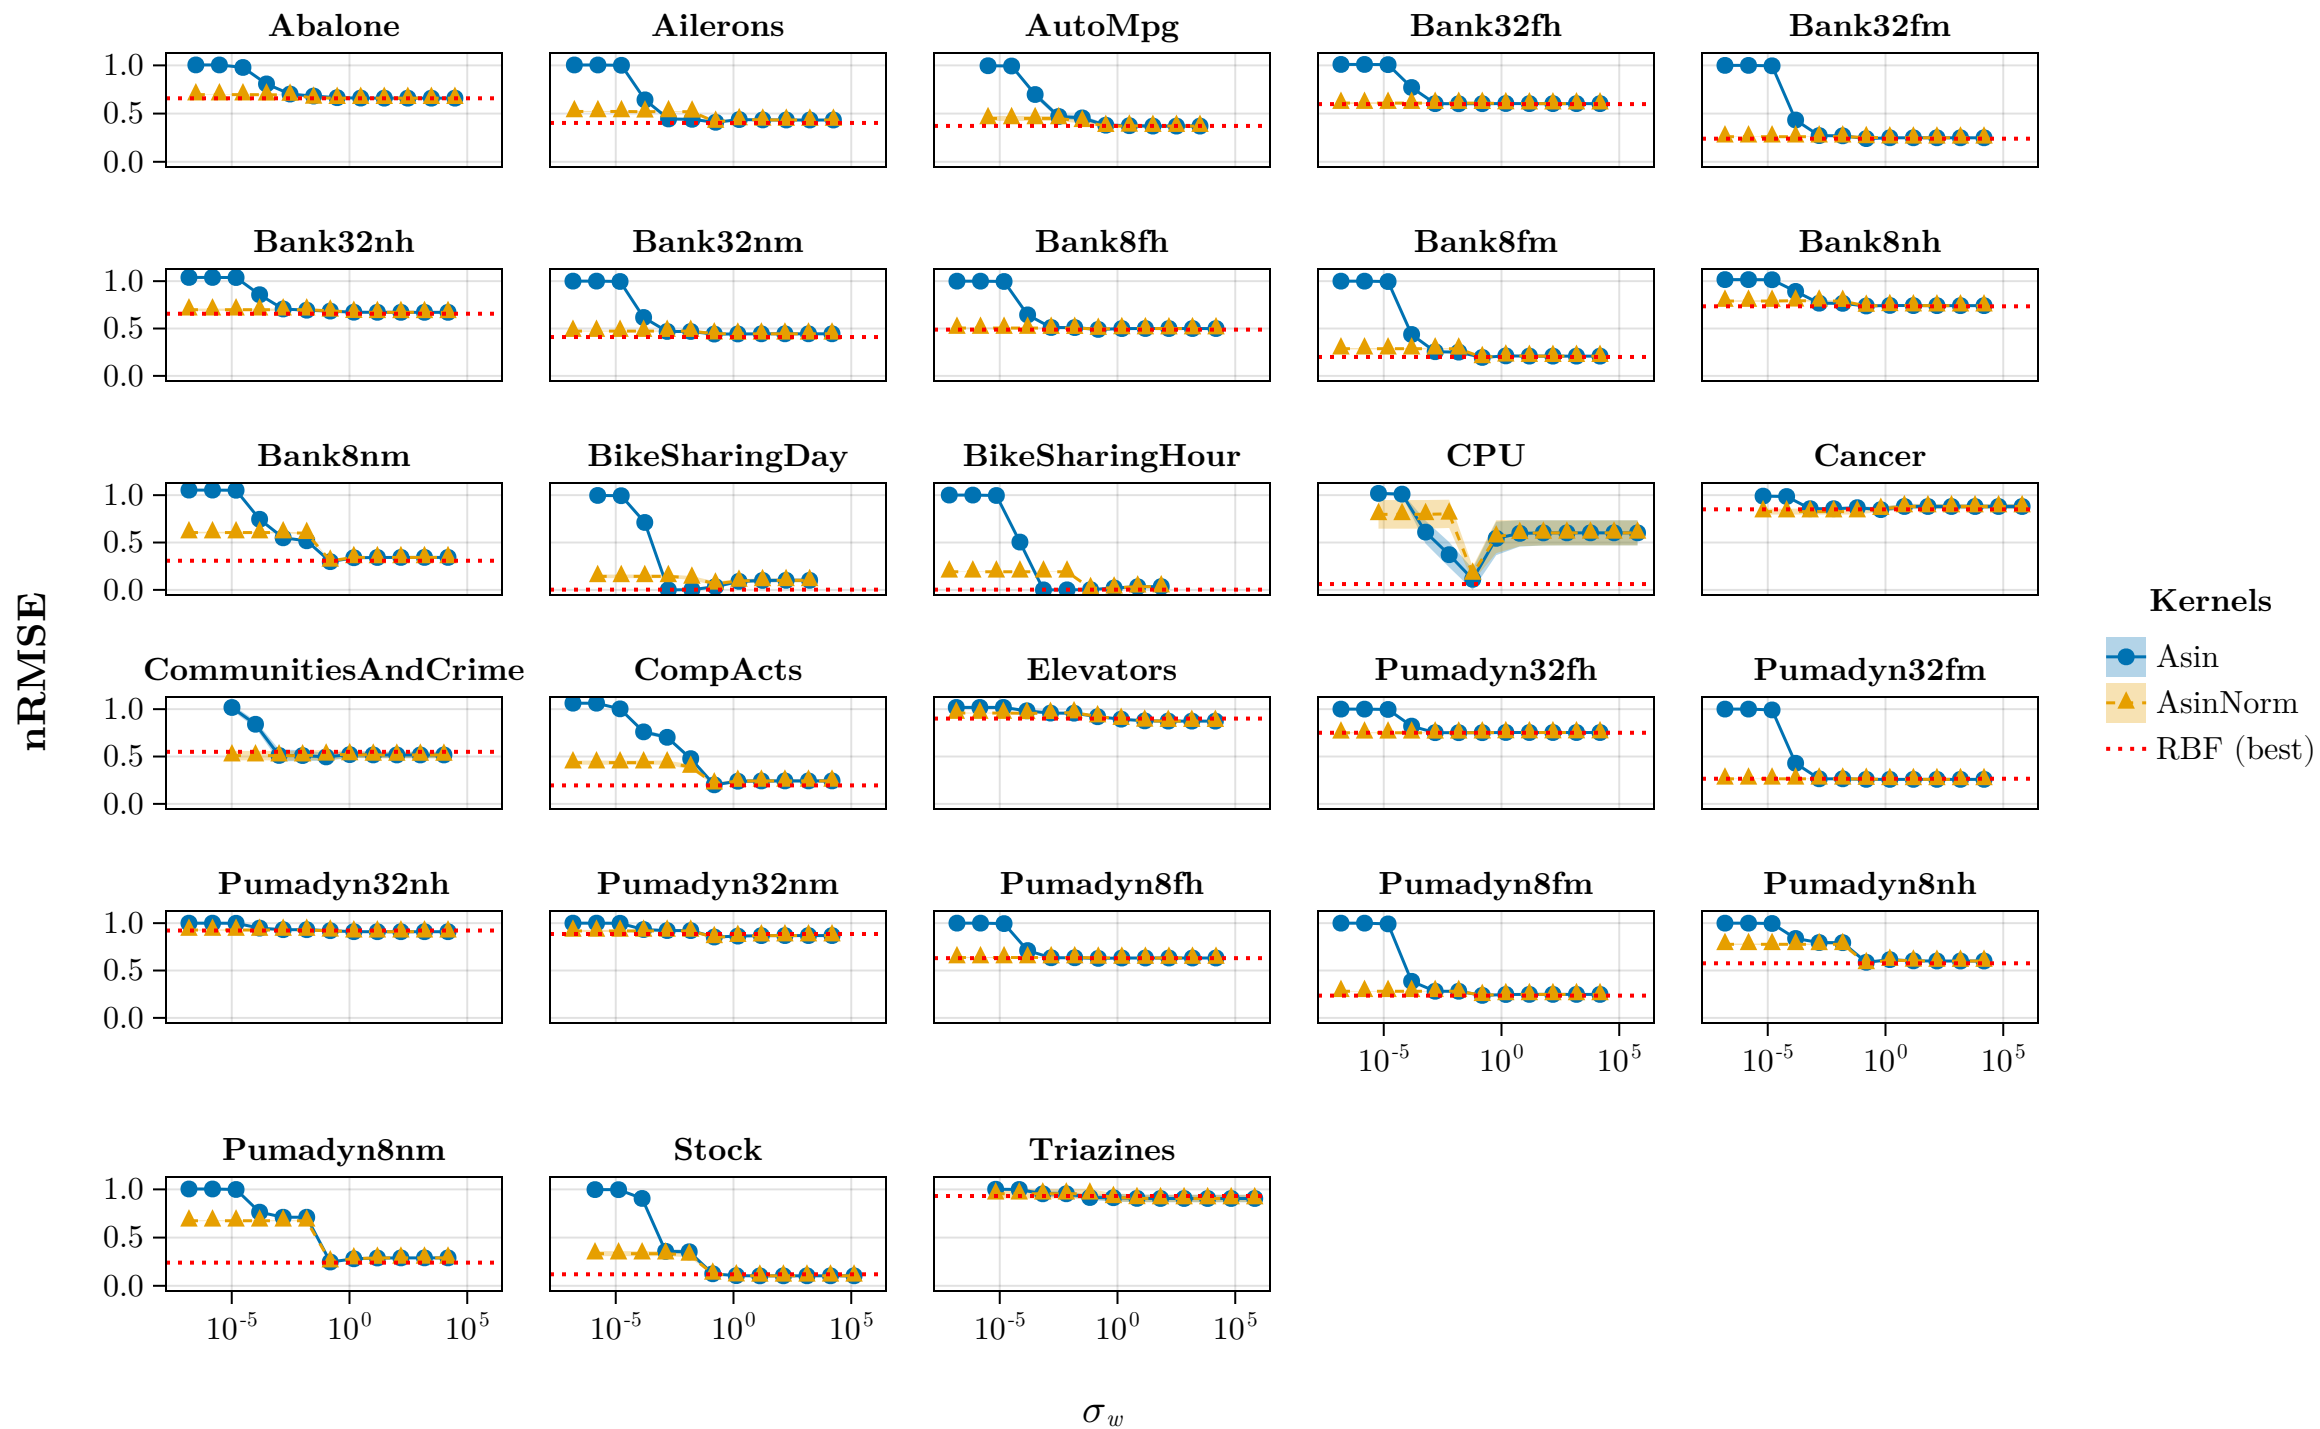 Abalone Ailerons AutoMpg Bank32fh Bank32fm
1.0
0.5
0.0
Bank32nh Bank32nm Bank8fh Bank8fm Bank8nh
1.0
0.5
0.0
Bank8nm BikeSharingDay BikeSharingHour CPU Cancer
1.0
0.5
0.0
nRMSE
Kernels
Asin
AsinNorm
RBF (best)
CommunitiesAndCrime CompActs Elevators Pumadyn32fh Pumadyn32fm
1.0
0.5
0.0
Pumadyn32nh Pumadyn32nm Pumadyn8fh Pumadyn8fm Pumadyn8nh
1.0
0.5
0.0
10⁻⁵ 10⁰ 10⁵ 10⁻⁵ 10⁰ 10⁵
Pumadyn8nm Stock Triazines
1.0
0.5
0.0
10⁻⁵ 10⁰ 10⁵ 10⁻⁵ 10⁰ 10⁵ 10⁻⁵ 10⁰ 10⁵
σ_w